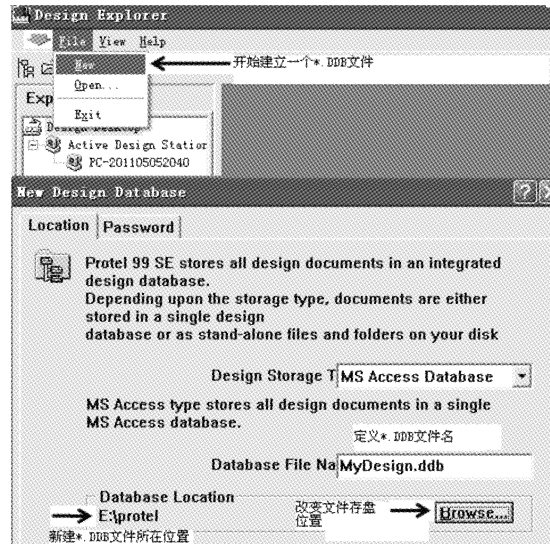 Design Explorer
File View Help
New
开始建立一个*.DDB文件
Open...
Exp
Exit
Design Desktop
Active Design Station
PC-201105052040
New Design Database
Location Password
Protel 99 SE stores all design documents in an integrated
design database.
Depending upon the storage type, documents are either
stored in a single design
database or as stand-alone files and folders on your disk
Design Storage T MS Access Database
MS Access type stores all design documents in a single
MS Access database.
定义*.DDB文件名
Database File Na MyDesign.ddb
Database Location
E:\protel
改变文件存盘
位置
Browse...
新建*.DDB文件所在位置